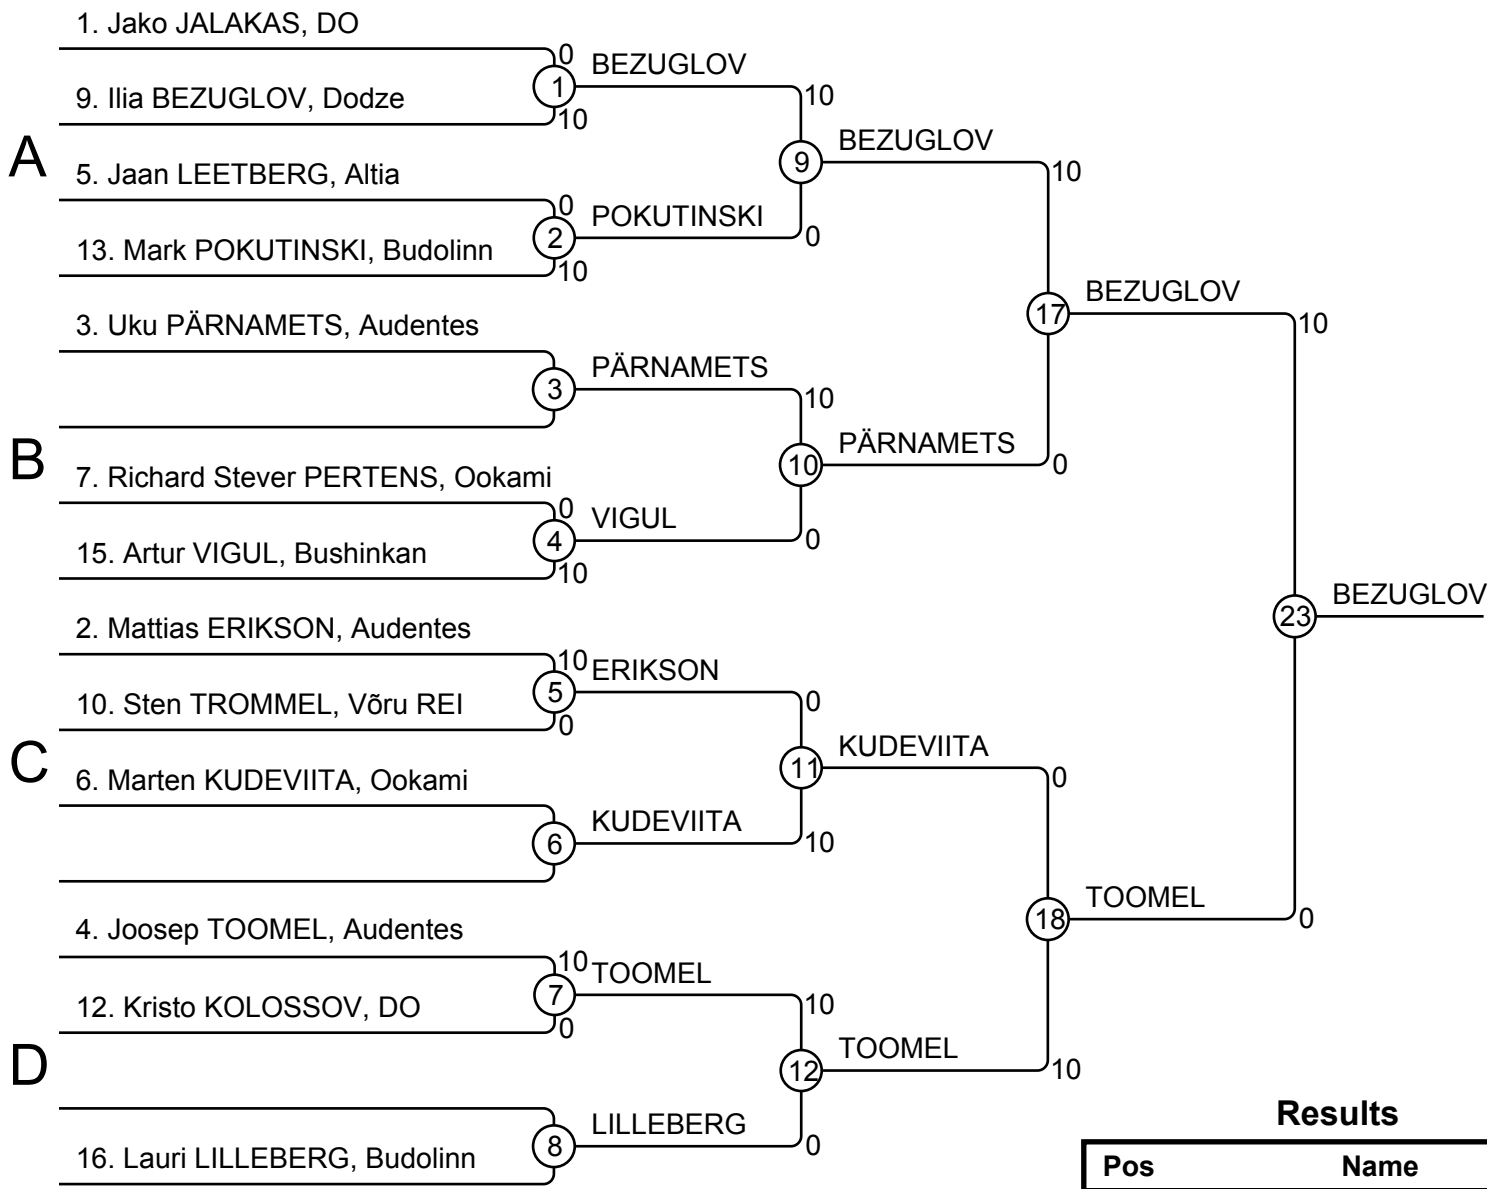 1. Jako JALAKAS, DO
0
BEZUGLOV
1
10
9. Ilia BEZUGLOV, Dodze
10
BEZUGLOV
A
9
10
5. Jaan LEETBERG, Altia
0
POKUTINSKI
2
0
13. Mark POKUTINSKI, Budolinn
10
BEZUGLOV
17
10
3. Uku PÄRNAMETS, Audentes
PÄRNAMETS
3
10
PÄRNAMETS
B
10
0
7. Richard Stever PERTENS, Ookami
0
VIGUL
4
0
15. Artur VIGUL, Bushinkan
10
BEZUGLOV
23
2. Mattias ERIKSON, Audentes
10
ERIKSON
5
0
10. Sten TROMMEL, Võru REI
0
KUDEVIITA
C
11
0
6. Marten KUDEVIITA, Ookami
KUDEVIITA
6
10
TOOMEL
18
0
4. Joosep TOOMEL, Audentes
10
TOOMEL
7
10
12. Kristo KOLOSSOV, DO
0
TOOMEL
D
12
10
LILLEBERG
8
0
16. Lauri LILLEBERG, Budolinn
Results
Pos Name